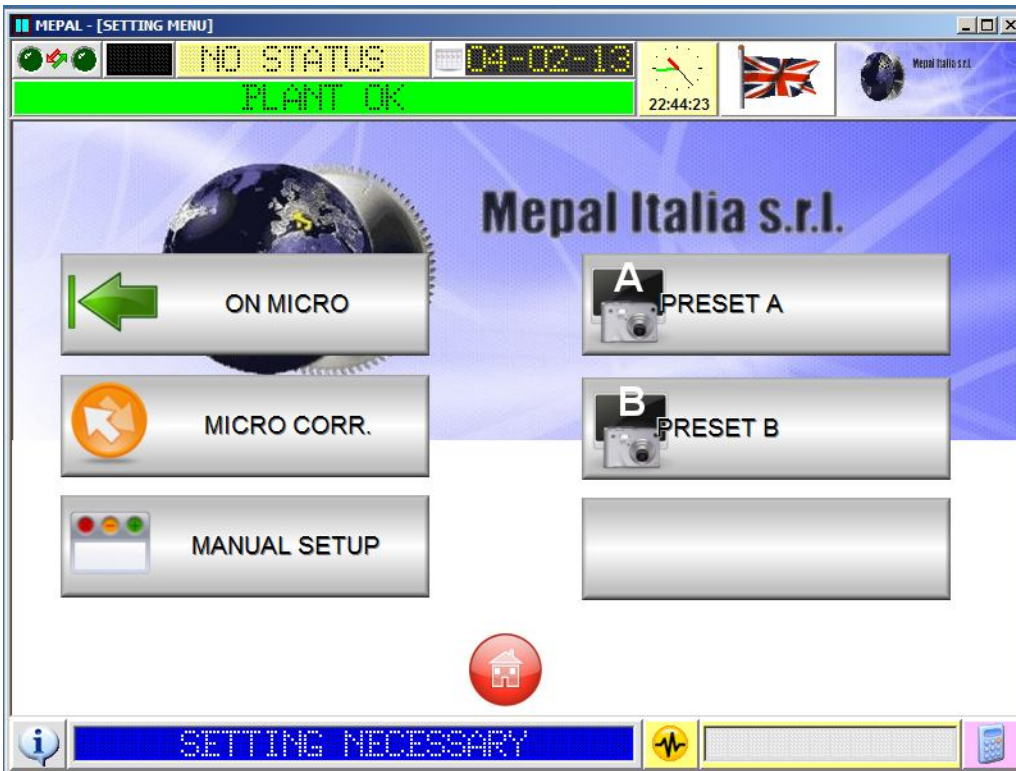 MEPAL - [SETTING MENU]
NO STATUS
04-02-13
PLANT OK
22:44:23
Mepal Italia s.r.l.
Mepal Italia s.r.l.
ON MICRO
A
PRESET A
MICRO CORR.
B
PRESET B
MANUAL SETUP
SETTING NECESSARY